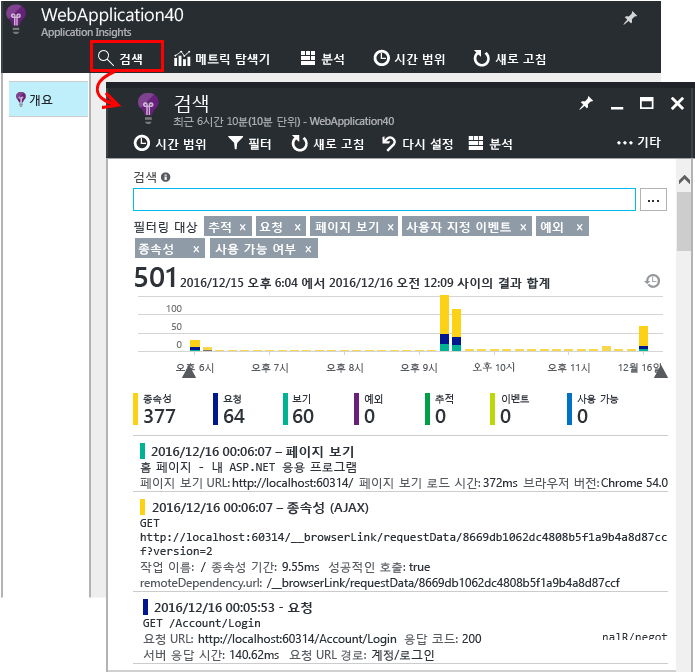 WebApplication40
Application Insights
검색 메트릭 탐색기 분석 시간 범위 새로 고침
개요
검색
최근 6시간 10분(10분 단위) - WebApplication40
시간 범위 필터 새로 고침 다시 설정 분석 ··· 기타
검색
...
필터링 대상 추적 × 요청 × 페이지 보기 × 사용자 지정 이벤트 × 예외 ×
종속성 × 사용 가능 여부 ×
501 2016/12/15 오후 6:04 에서 2016/12/16 오전 12:09 사이의 결과 합계
100
50
0
오후 6시 오후 7시 오후 8시 오후 9시 오후 10시 오후 11시 12월 16일
종속성 요청 보기 예외 추적 이벤트 사용 가능
377 64 60 0 0 0 0
2016/12/16 00:06:07 – 페이지 보기
홈 페이지 - 내 ASP.NET 응용 프로그램
페이지 보기 URL:http://localhost:60314/ 페이지 보기 로드 시간: 372ms 브라우저 버전:Chrome 54.0
2016/12/16 00:06:07 – 종속성 (AJAX)
GET
http://localhost:60314/__browserLink/requestData/8669db1062dc4808b5f1a9b4a8d87cc
f?version=2
작업 이름: / 종속성 기간: 9.55ms 성공적인 호출: true
remoteDependency.url: /__browserLink/requestData/8669db1062dc4808b5f1a9b4a8d87ccf
2016/12/16 00:05:53 - 요청
GET /Account/Login
요청 URL: http://localhost:60314/Account/Login 응답 코드: 200 nalR/negot
서버 응답 시간: 140.62ms 요청 URL 경로: 계정/로그인